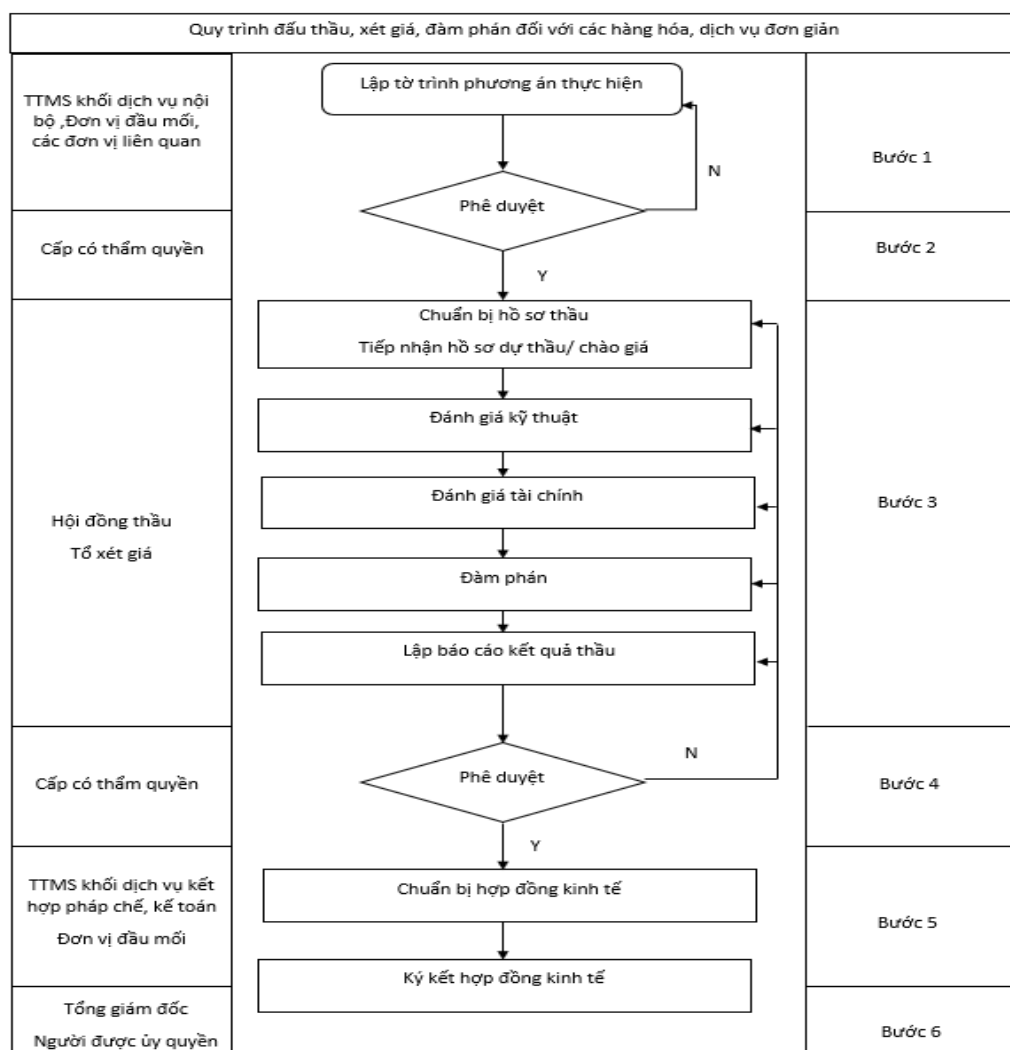 Quy trình đấu thầu, xét giá, đàm phán đối với các hàng hóa, dịch vụ đơn giản
TTMS khối dịch vụ nội
bộ ,Đơn vị đầu mối,
các đơn vị liên quan
Lập tờ trình phương án thực hiện
Bước 1
N
Phê duyệt
Cấp có thẩm quyền
Bước 2
Y
Chuẩn bị hồ sơ thầu
Tiếp nhận hồ sơ dự thầu/ chào giá
Đánh giá kỹ thuật
Đánh giá tài chính
Hội đồng thầu
Tổ xét giá
Bước 3
Đàm phán
Lập báo cáo kết quả thầu
Cấp có thẩm quyền
Phê duyệt
N
Bước 4
Y
TTMS khối dịch vụ kết
hợp pháp chế, kế toán
Đơn vị đầu mối
Chuẩn bị hợp đồng kinh tế
Bước 5
Ký kết hợp đồng kinh tế
Tổng giám đốc
Người được ủy quyền
Bước 6